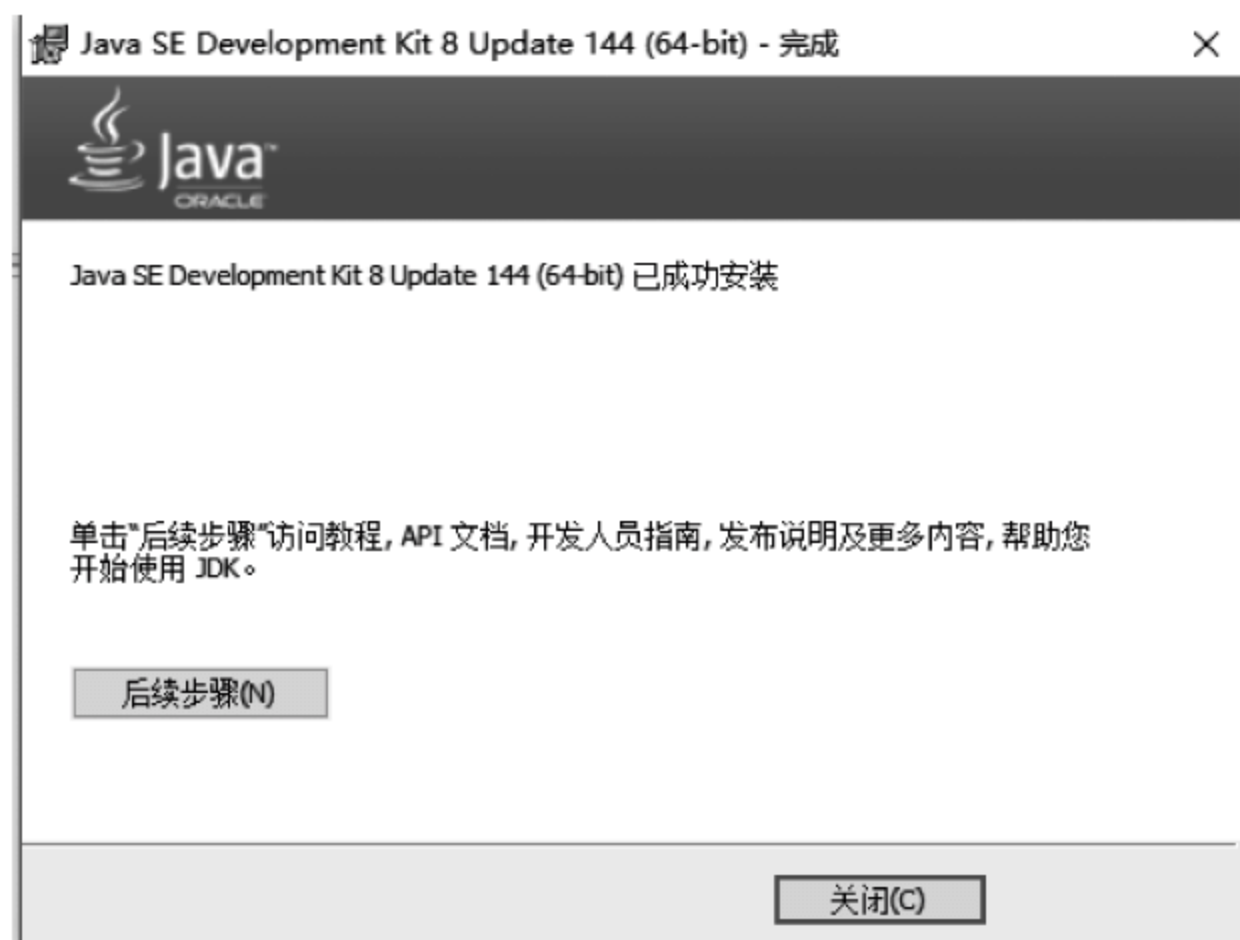 Java SE Development Kit 8 Update 144 (64-bit) - 完成
Java™
ORACLE
Java SE Development Kit 8 Update 144 (64-bit) 已成功安装
单击"后续步骤"访问教程, API 文档, 开发人员指南, 发布说明及更多内容, 帮助您
开始使用 JDK。
后续步骤(N)
关闭(C)